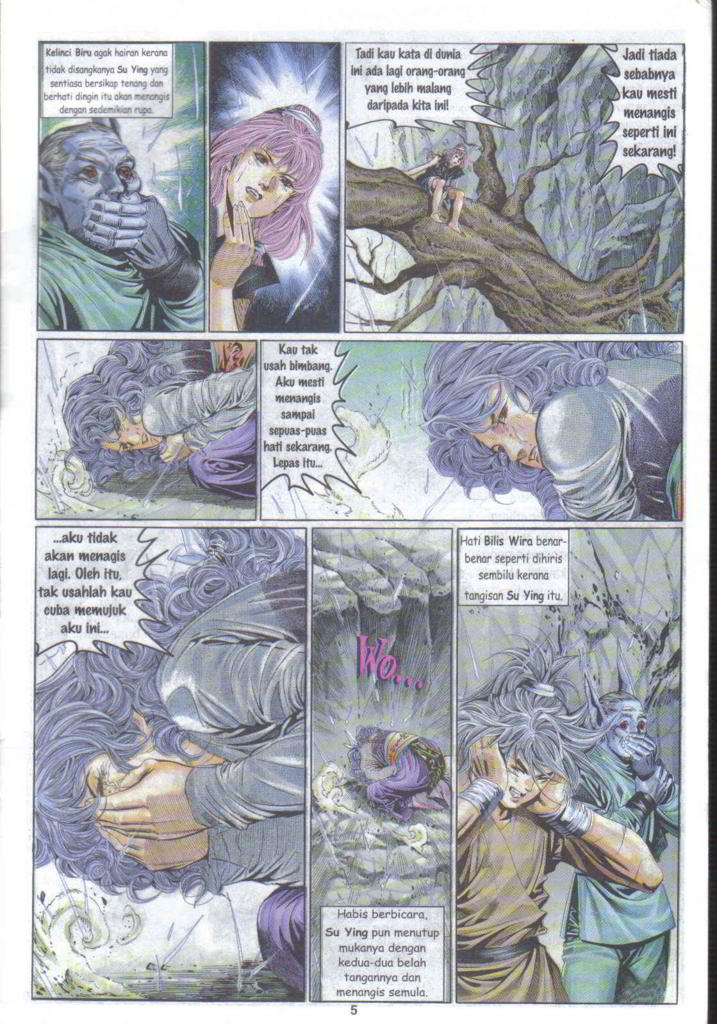 Kelinci Biru agak hairan kerana
tidak disangkanya Su Ying yang
sentiasa bersikap tenang dan
berhati dingin itu akan menangis
dengan sedemikian rupa.
Tadi kau kata di dunia
ini ada lagi orang-orang
yang lebih malang
daripada kita ini!
Jadi tiada
sebabnya
kau mesti
menangis
seperti ini
sekarang!
Kau tak
usah bimbang.
Aku mesti
menangis
sampai
sepuas-puas
hati sekarang.
Lepas itu...
...aku tidak
akan menagis
lagi. Oleh itu,
tak usahlah kau
cuba memujuk
aku ini...
Wo....
Habis berbicara,
Su Ying pun menutup
mukanya dengan
kedua-dua belah
tangannya dan
menangis semula.
Hati Bilis Wira benar-
benar seperti dihiris
sembilu kerana
tangisan Su Ying itu.
5